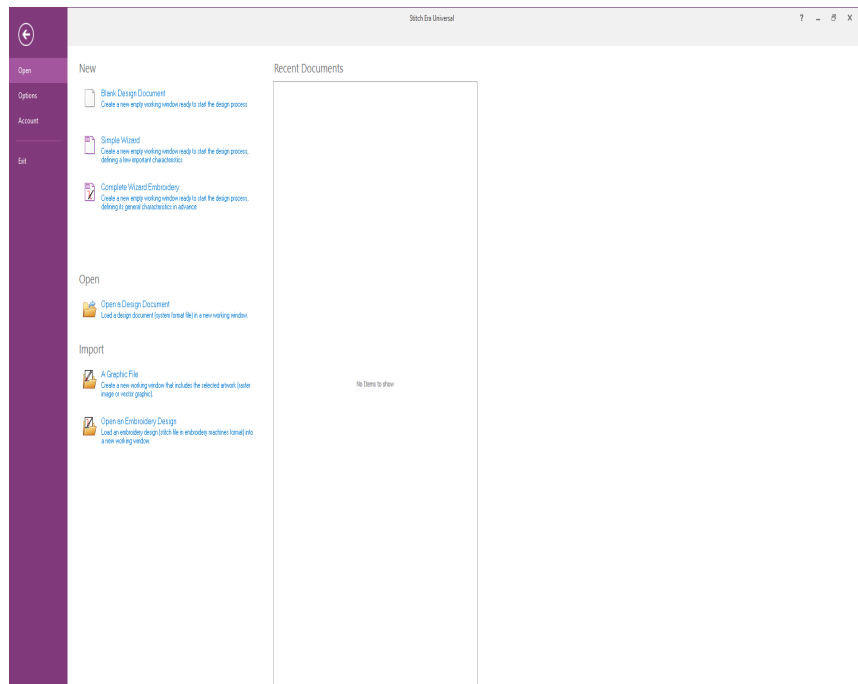 Stitch Era Universal
?
X
Open
Options
Account
Exit
New
Blank Design Document
Create a new empty working window ready to start the design process
Simple Wizard
Create a new empty working window ready to start the design process,
defining a few important characteristics
Complete Wizard Embroidery
Create a new empty working window ready to start the design process,
defining its general characteristics in advance
Open
Open a Design Document
Load a design document (system format file) in a new working window.
Import
A Graphic File
Create a new working window that includes the selected artwork (raster
image or vector graphic).
Open an Embroidery Design
Load an embroidery design (stitch file in embroidery machines format) into
a new working window.
Recent Documents
No Items to show